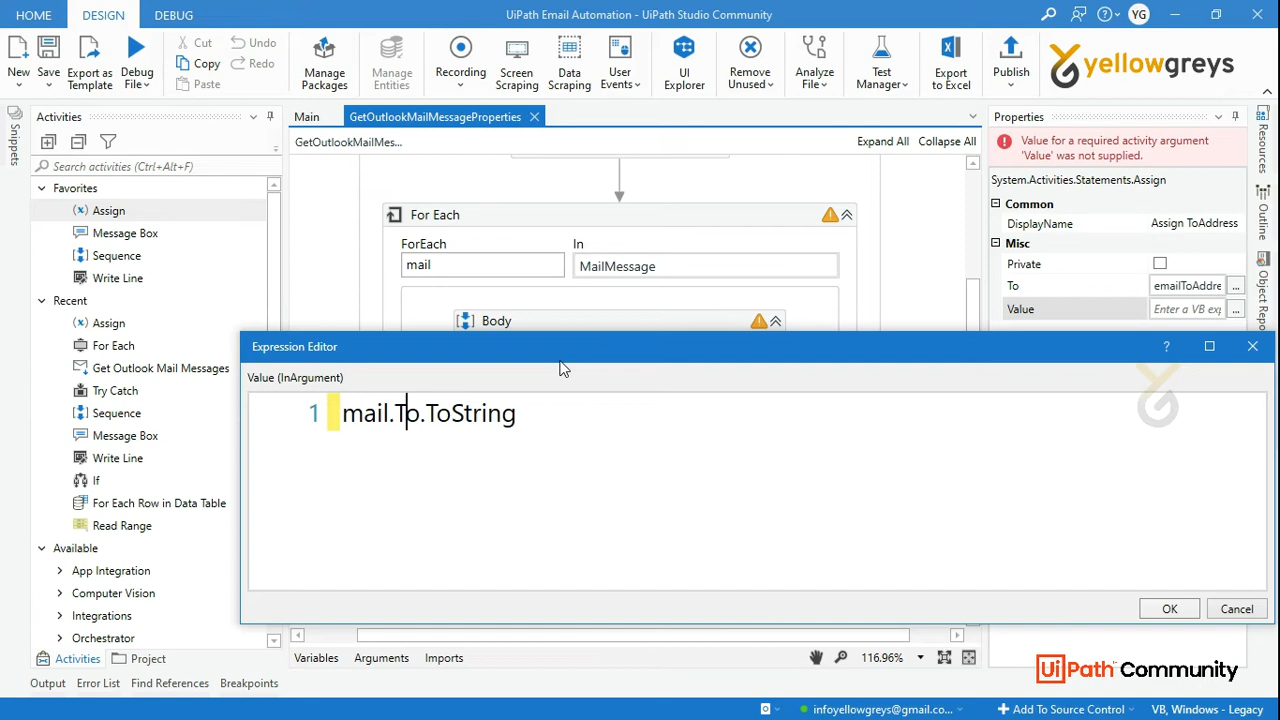 HOME DESIGN DEBUG UiPath Email Automation - UiPath Studio Community YG
New Save Export as Template Debug File Cut Copy Paste Undo Redo Manage Packages Manage Entities Recording Screen Scraping Data Scraping User Events UI Explorer Remove Unused Analyze File Test Manager Export to Excel Publish yellowgreys
Snippets
Activities
Search activities (Ctrl+Alt+F)
Favorites
Assign
Message Box
Sequence
Write Line
Recent
Assign
For Each
Get Outlook Mail Messages
Try Catch
Sequence
Message Box
Write Line
If
For Each Row in Data Table
Read Range
Available
App Integration
Computer Vision
Integrations
Orchestrator
Activities Project
Main GetOutlookMailMessageProperties
GetOutlookMailMes... Expand All Collapse All
For Each
ForEach In
mail MailMessage
Body
Properties
Value for a required activity argument
'Value' was not supplied.
System.Activities.Statements.Assign
Common
DisplayName Assign ToAddress
Misc
Private
To emailToAddre ...
Value Enter a VB exp ...
Resources
Outline
Object Repo
Expression Editor ?
Value (InArgument)
1 mail.To.ToString
OK Cancel
Variables Arguments Imports 116.96%
UiPath Community
Output Error List Find References Breakpoints
infoyellowgreys@gmail.co... Add To Source Control VB, Windows - Legacy